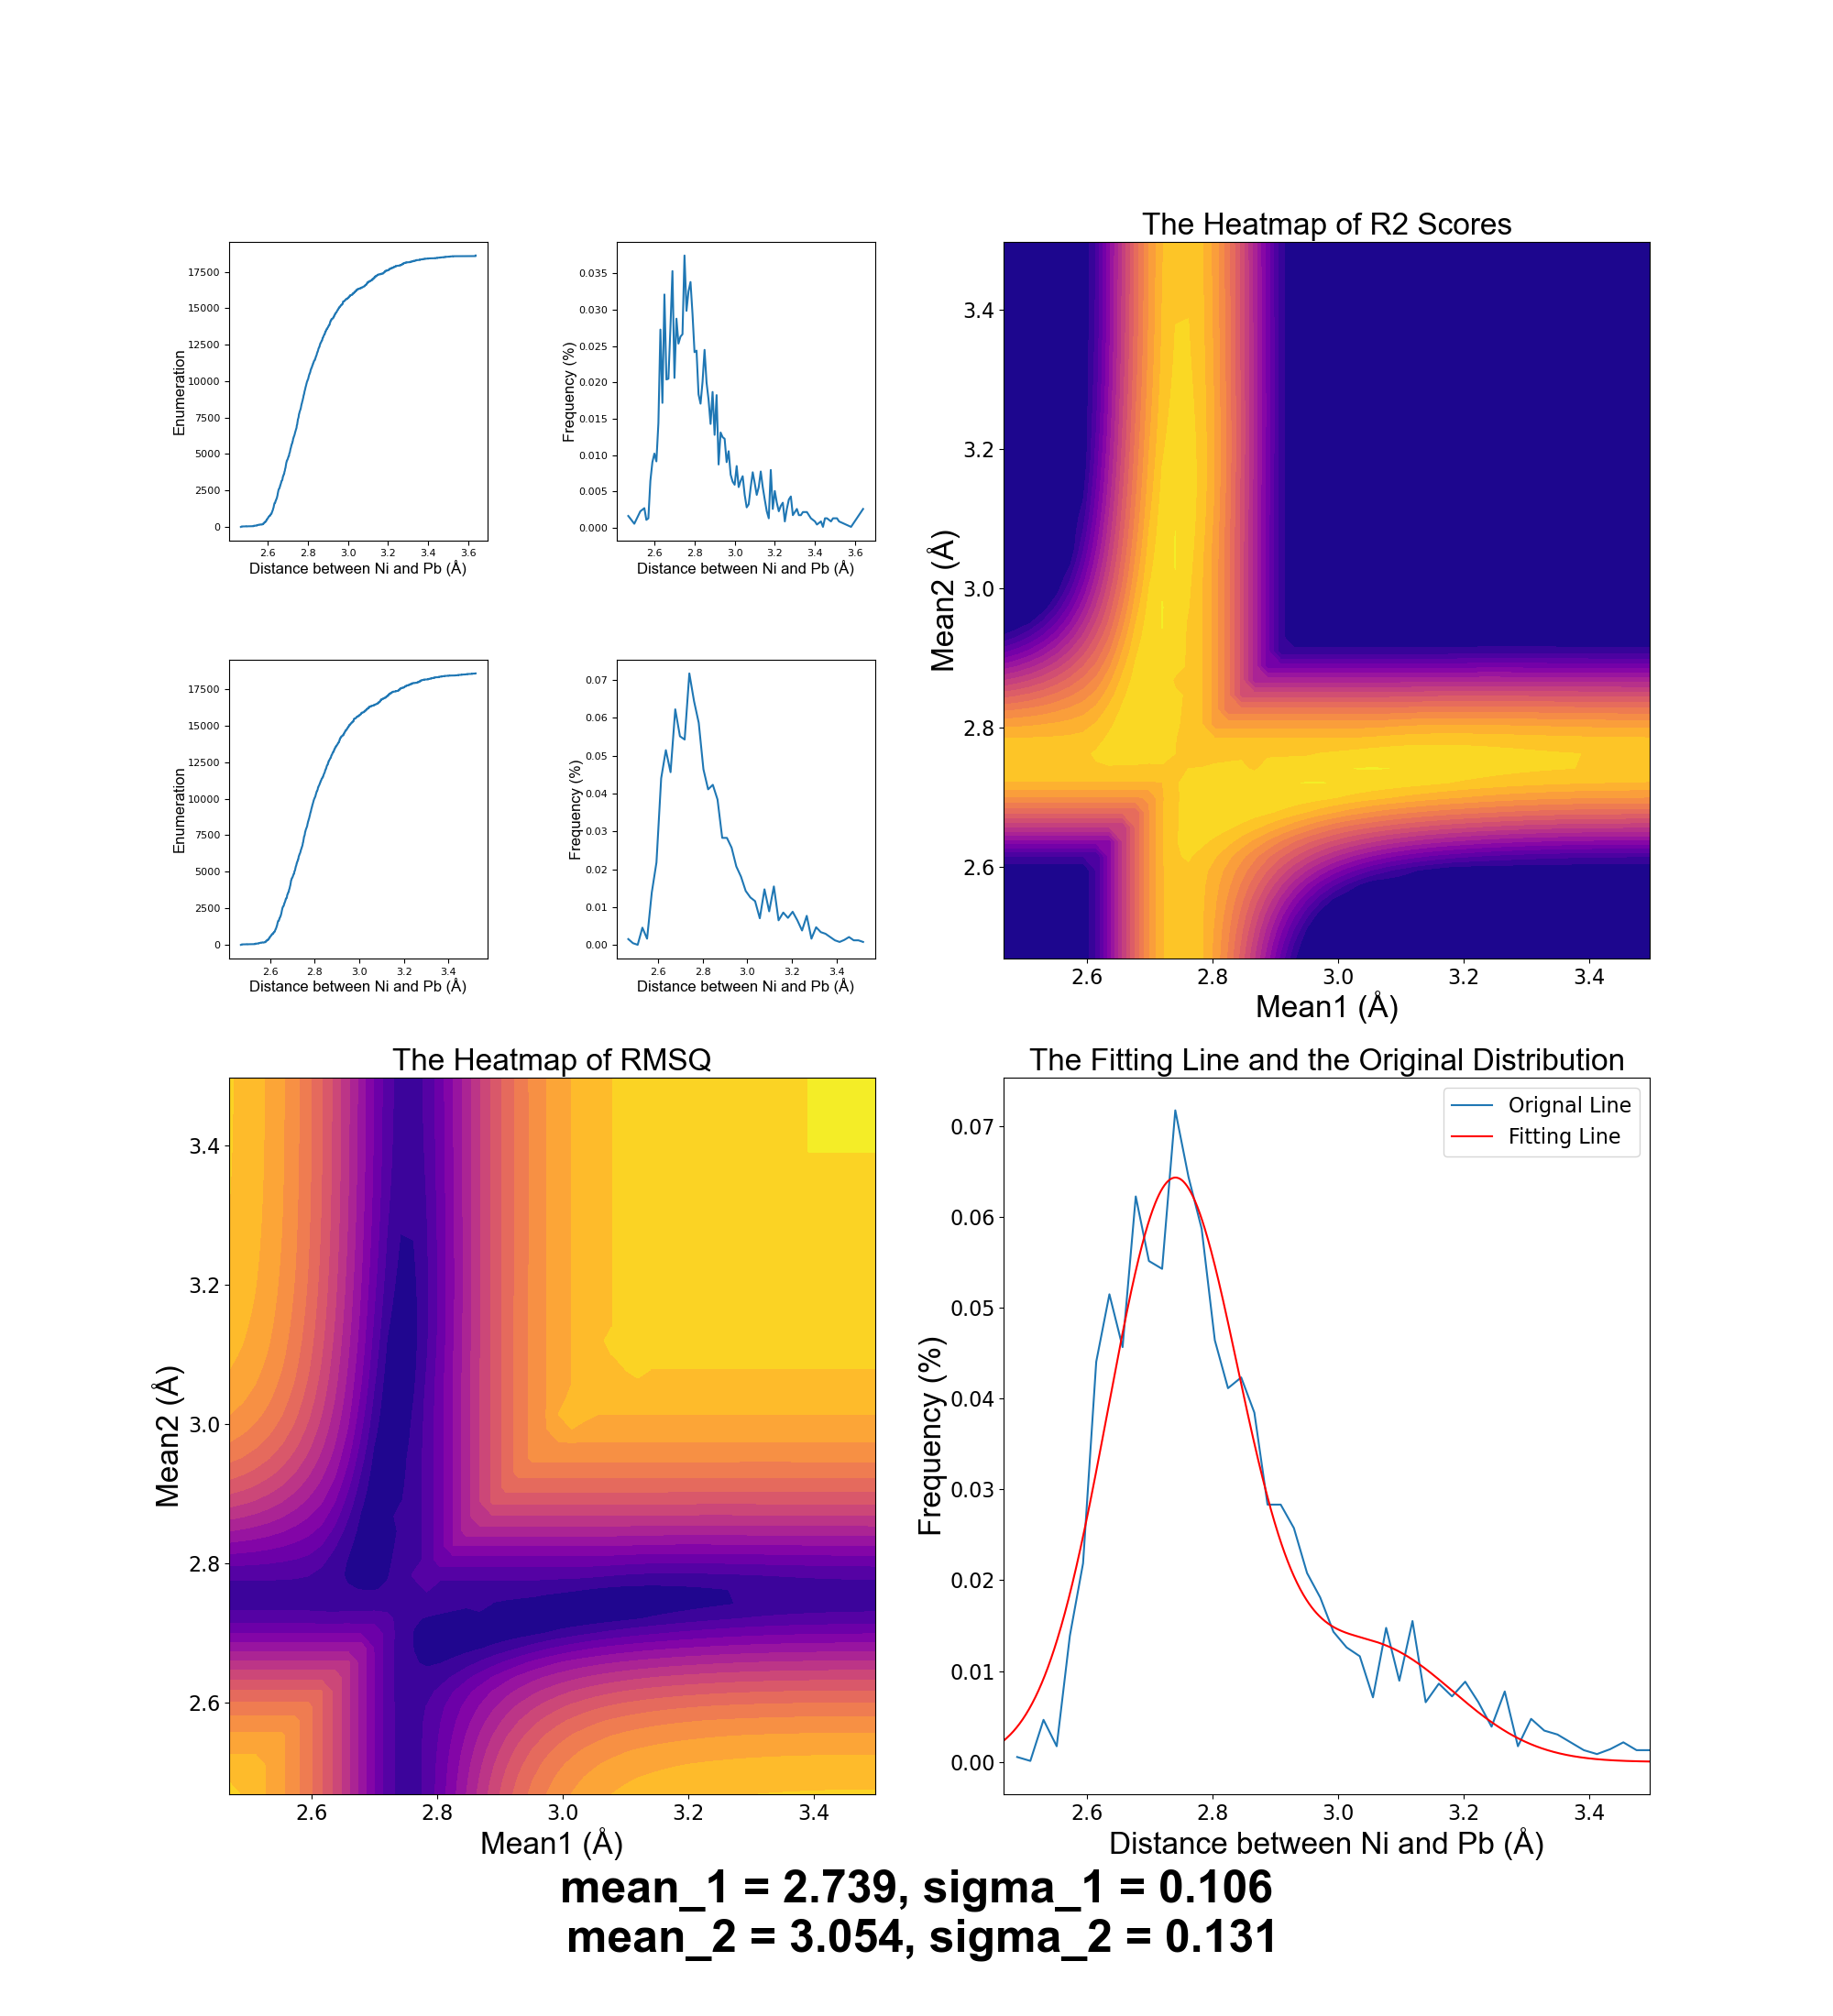 17500
15000
12500
10000
7500
5000
2500
0
Enumeration
2.6 2.8 3.0 3.2 3.4 3.6
Distance between Ni and Pb (Å)
0.035
0.030
0.025
0.020
0.015
0.010
0.005
0.000
Frequency (%)
2.6 2.8 3.0 3.2 3.4 3.6
Distance between Ni and Pb (Å)
The Heatmap of R2 Scores
3.4
3.2
3.0
2.8
2.6
Mean2 (Å)
2.6 2.8 3.0 3.2 3.4
Mean1 (Å)
17500
15000
12500
10000
7500
5000
2500
0
Enumeration
2.6 2.8 3.0 3.2 3.4
Distance between Ni and Pb (Å)
0.07
0.06
0.05
0.04
0.03
0.02
0.01
0.00
Frequency (%)
2.6 2.8 3.0 3.2 3.4
Distance between Ni and Pb (Å)
The Heatmap of RMSQ
3.4
3.2
3.0
2.8
2.6
Mean2 (Å)
2.6 2.8 3.0 3.2 3.4
Mean1 (Å)
The Fitting Line and the Original Distribution
Orignal Line
Fitting Line
0.07
0.06
0.05
0.04
0.03
0.02
0.01
0.00
Frequency (%)
2.6 2.8 3.0 3.2 3.4
Distance between Ni and Pb (Å)
mean_1 = 2.739, sigma_1 = 0.106
mean_2 = 3.054, sigma_2 = 0.131